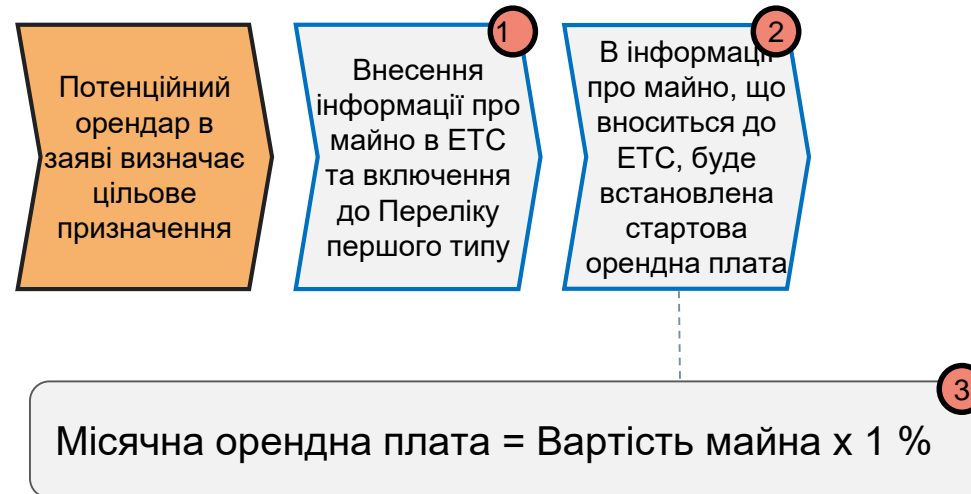 Потенційний
орендар в
заяві визначає
цільове
призначення
1
Внесення
інформації про
майно в ЕТС
та включення
до Переліку
першого типу
2
В інформації
про майно, що
вноситься до
ЕТС, буде
встановлена
стартова
орендна плата
3
Місячна орендна плата = Вартість майна х 1 %